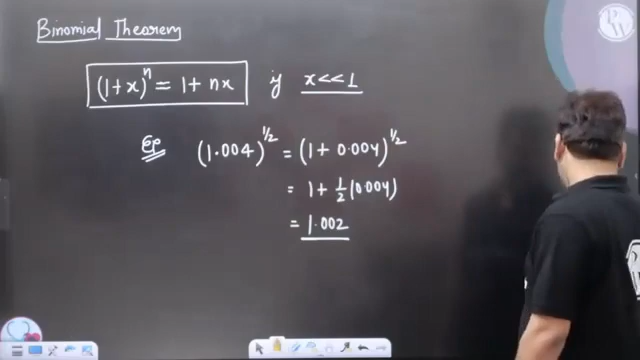 Binomial Theorem
(1+x)^n = 1 + nx if x << 1
Eg (1.004)^1/2 = (1 + 0.004)^1/2
= 1 + 1/2 (0.004)
= 1.002